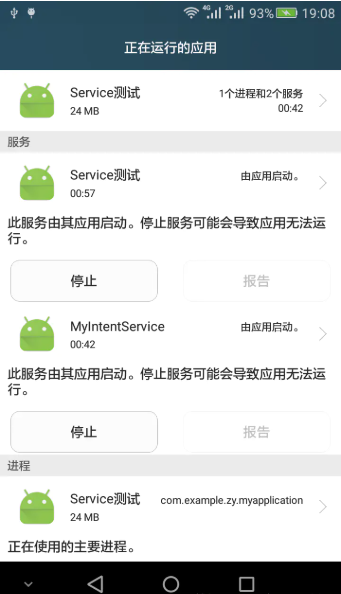 4G 2G 93% 19:08
正在运行的应用
Service测试 1个进程和2个服务
24 MB 00:42
服务
Service测试 由应用启动。
00:57
此服务由其应用启动。停止服务可能会导致应用无法运
行。
停止 报告
MyIntentService 由应用启动。
00:42
此服务由其应用启动。停止服务可能会导致应用无法运
行。
停止 报告
进程
Service测试 com.example.zy.myapplication
24 MB
正在使用的主要进程。